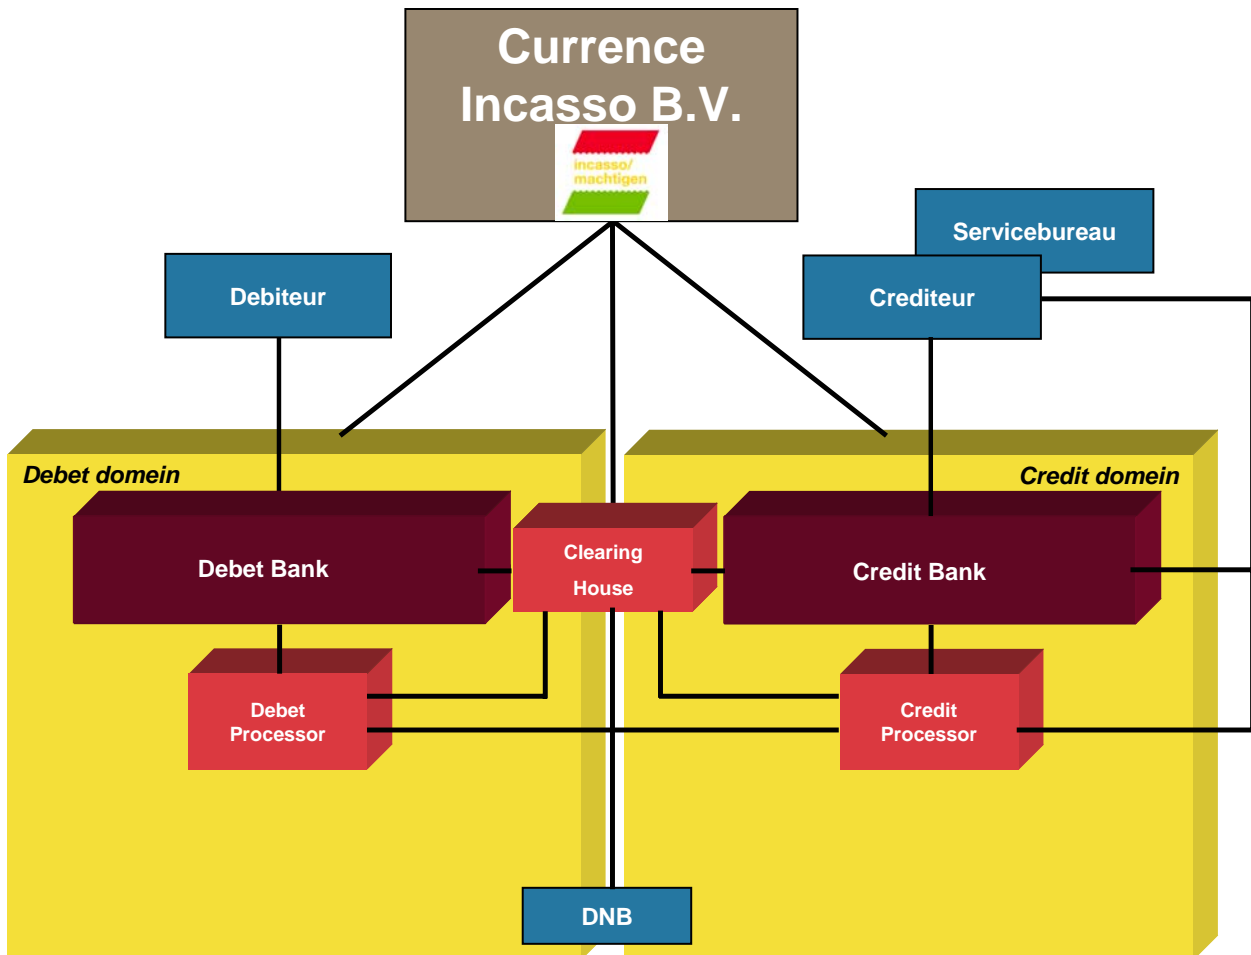 Currence
Incasso B.V.
incasso/
machtigen
Servicebureau
Debiteur
Crediteur
Debet domein
Credit domein
Debet Bank
Clearing
House
Credit Bank
Debet
Processor
Credit
Processor
DNB